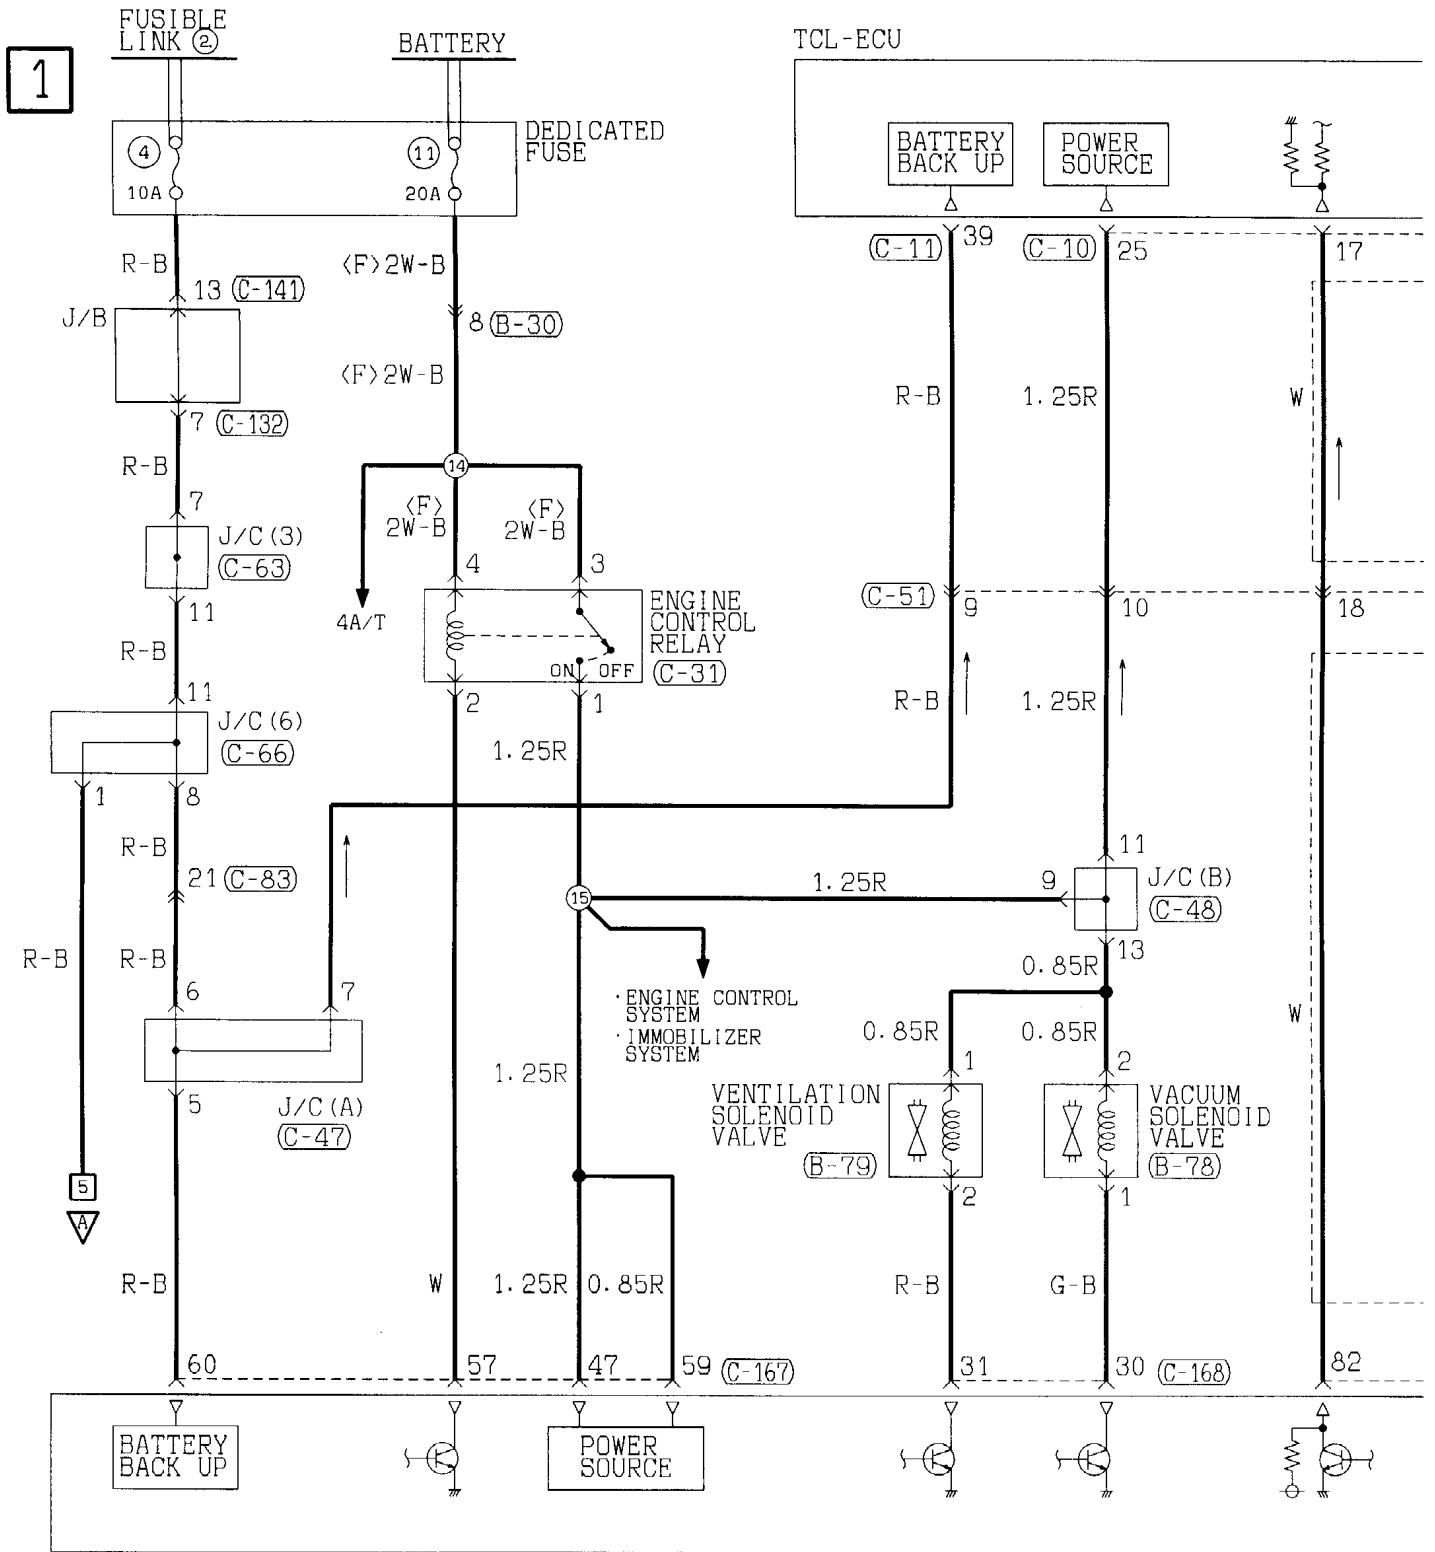 FUSIBLE
LINK ②
BATTERY
TCL-ECU
1
DEDICATED
FUSE
4
10A
11
20A
BATTERY
BACK UP
POWER
SOURCE
R-B
<F>2W-B
(C-11)
39
(C-10)
25
17
13 (C-141)
J/B
8 (B-30)
<F>2W-B
R-B
1.25R
W
7 (C-132)
R-B
14
7
<F>
2W-B
<F>
2W-B
J/C(3)
(C-63)
4
3
11
4A/T
ENGINE
CONTROL
RELAY
(C-31)
ON OFF
(C-51)
9
10
18
R-B
11
2
1
R-B
1.25R
J/C(6)
(C-66)
1.25R
1
8
R-B
21 (C-83)
11
1.25R
9
J/C(B)
(C-48)
15
R-B
R-B
13
0.85R
6
7
· ENGINE CONTROL
SYSTEM
· IMMOBILIZER
SYSTEM
0.85R
0.85R
1.25R
1
2
5
J/C(A)
(C-47)
VENTILATION
SOLENOID
VALVE
(B-79)
VACUUM
SOLENOID
VALVE
(B-78)
W
5
A
2
1
R-B
W
1.25R
0.85R
R-B
G-B
60
57
47
59 (C-167)
31
30 (C-168)
82
BATTERY
BACK UP
POWER
SOURCE